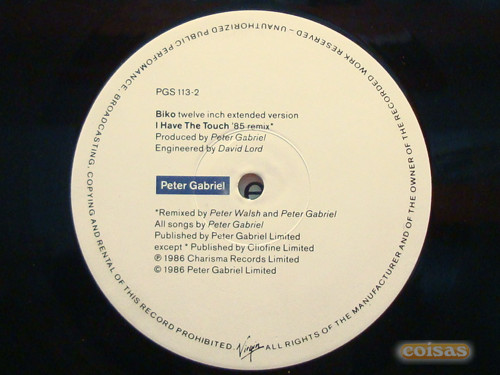 PGS 113-2
Biko twelve inch extended version
I Have The Touch '85 remix*
Produced by Peter Gabriel
Engineered by David Lord
Peter Gabriel
*Remixed by Peter Walsh and Peter Gabriel
All songs by Peter Gabriel
Published by Peter Gabriel Limited
except * Published by Cliofine Limited
℗ 1986 Charisma Records Limited
© 1986 Peter Gabriel Limited
Virgin
ALL RIGHTS OF THE MANUFACTURER AND OF THE OWNER OF THE RECORDED WORK RESERVED – UNAUTHORIZED PUBLIC PERFOMANCE. BROADCASTING. COPYING AND RENTAL OF THIS RECORD PROHIBITED.
coisas